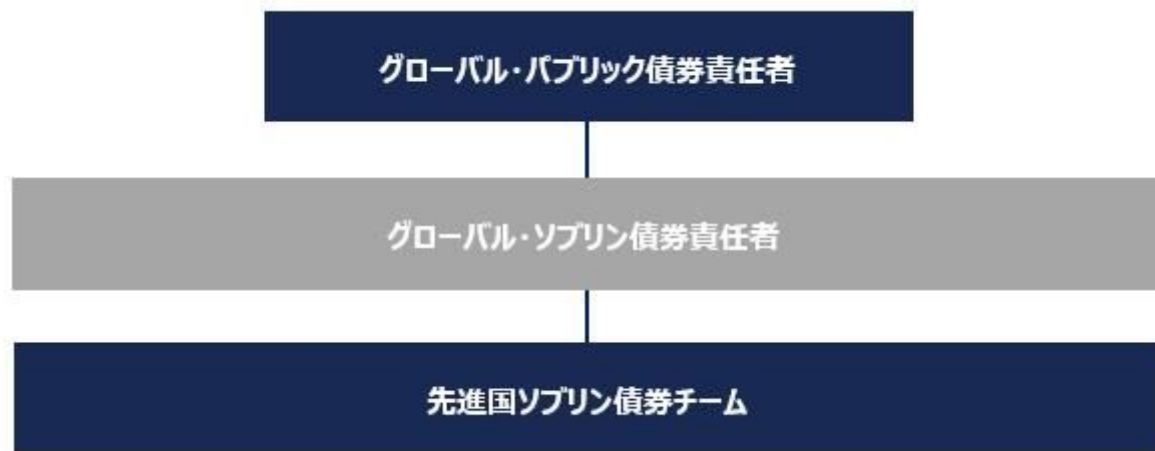 グローバル・パブリック債券責任者
グローバル・ソブリン債券責任者
先進国ソブリン債券チーム